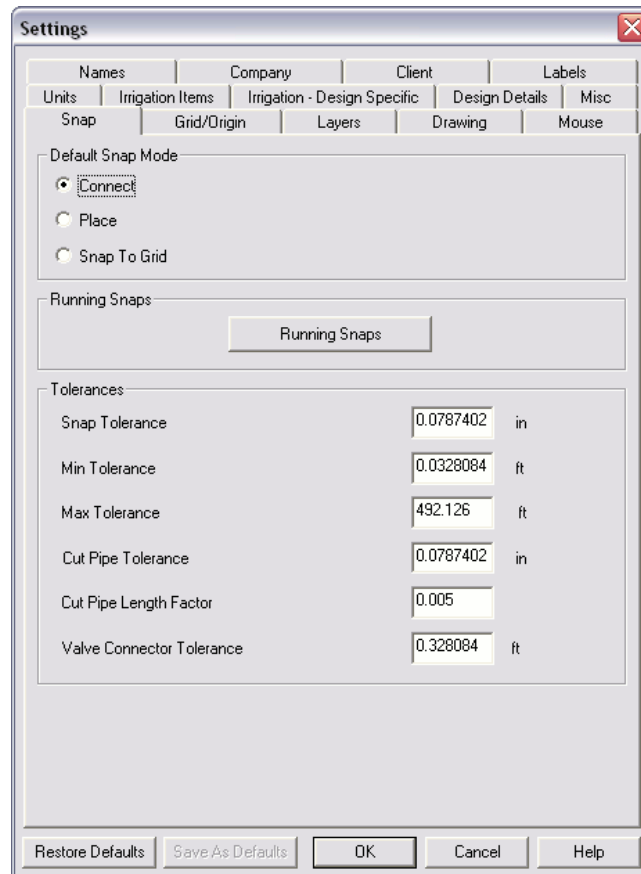 Settings
Names Company Client Labels
Units Irrigation Items Irrigation - Design Specific Design Details Misc
Snap Grid/Origin Layers Drawing Mouse
Default Snap Mode
Connect
Place
Snap To Grid
Running Snaps
Running Snaps
Tolerances
Snap Tolerance 0.0787402 in
Min Tolerance 0.0328084 ft
Max Tolerance 492.126 ft
Cut Pipe Tolerance 0.0787402 in
Cut Pipe Length Factor 0.005
Valve Connector Tolerance 0.328084 ft
Restore Defaults Save As Defaults OK Cancel Help